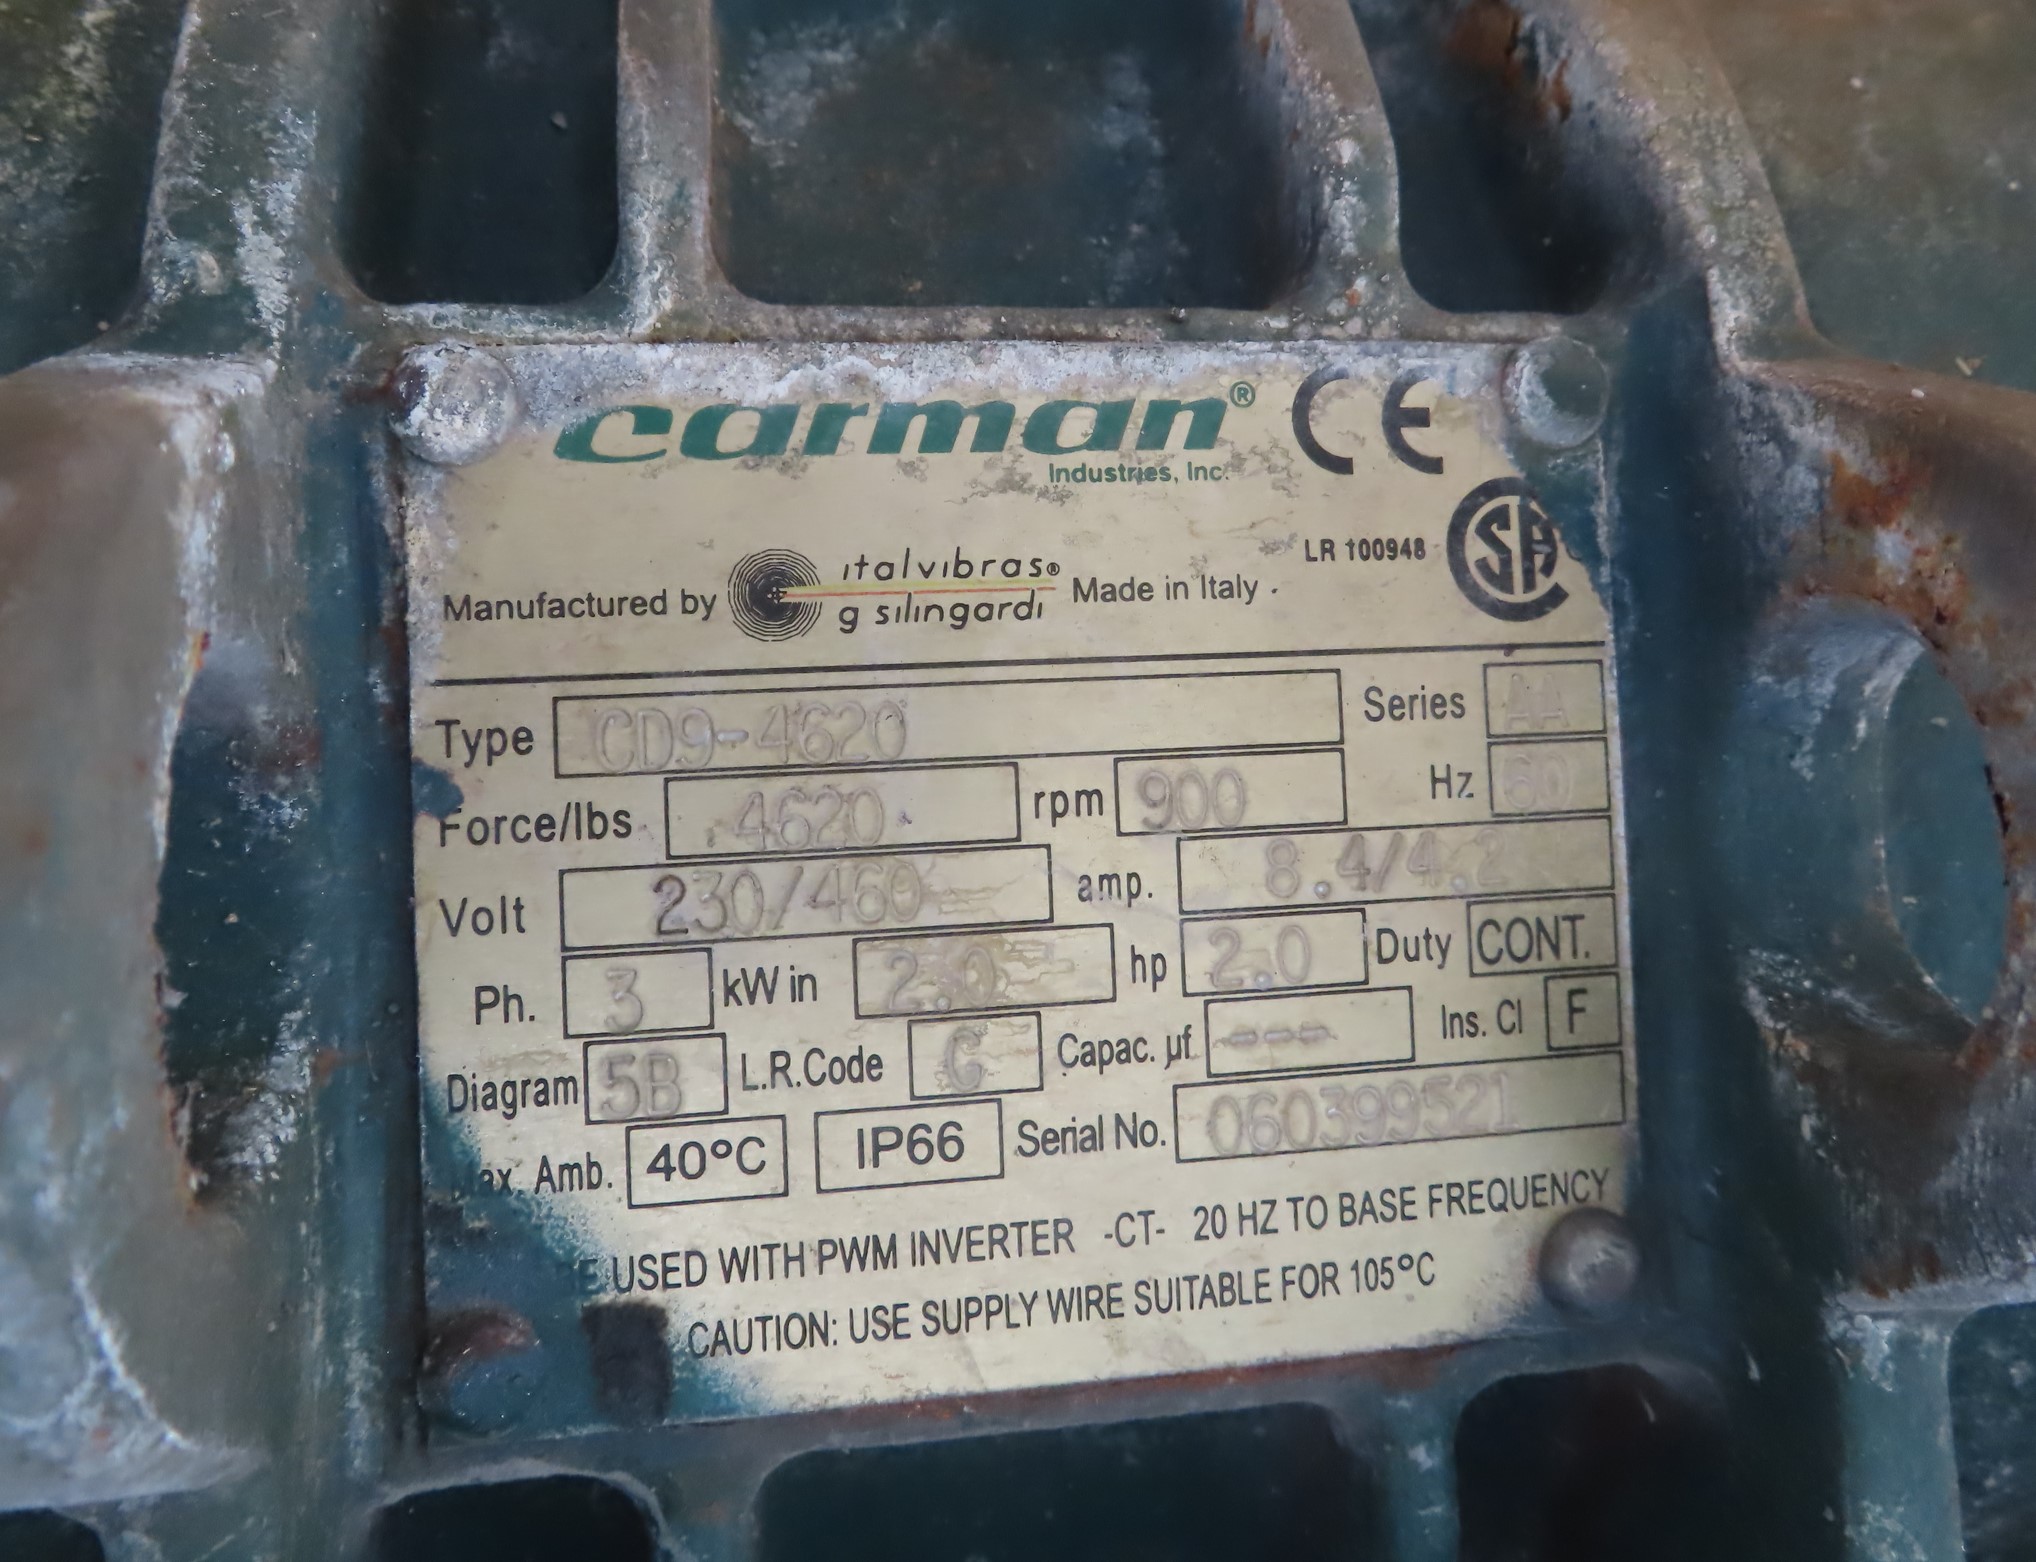 carman®
Industries, Inc.
CE
LR 100948 CSA
Manufactured by italvibras® g silingardi Made in Italy .
Type CD9-4620 Series AA
Force/lbs 4620 rpm 900 Hz 60
Volt 230/460 amp. 8.4/4.2
Ph. 3 kW in 2.0 hp 2.0 Duty CONT.
Diagram 5B L.R.Code G Capac. µf --- Ins. Cl F
Amb. 40°C IP66 Serial No. 060399521
USED WITH PWM INVERTER -CT- 20 HZ TO BASE FREQUENCY
CAUTION: USE SUPPLY WIRE SUITABLE FOR 105°C